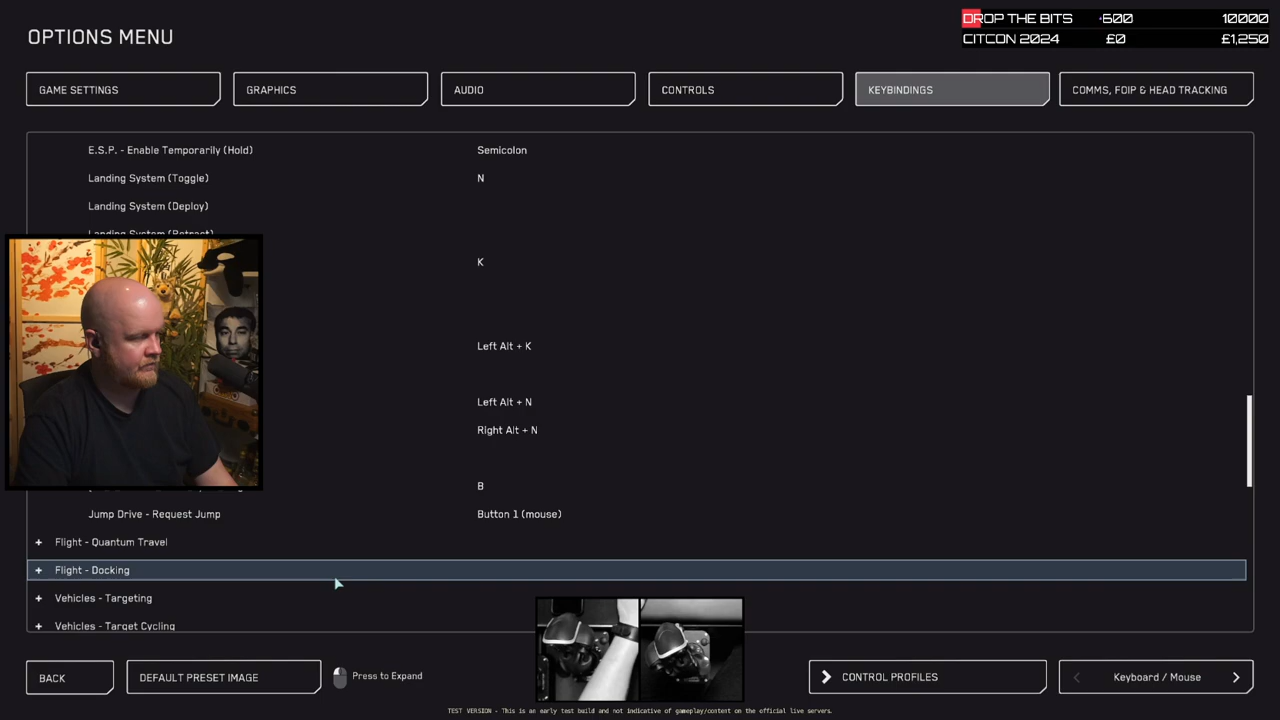 DROP THE BITS 600 10000
OPTIONS MENU
CITCON 2024 £0 £1,250
GAME SETTINGS GRAPHICS AUDIO CONTROLS KEYBINDINGS COMMS, FOIP & HEAD TRACKING
E.S.P. - Enable Temporarily (Hold) Semicolon
Landing System (Toggle) N
Landing System (Deploy)
Landing System (Retract)
K
Left Alt + K
Left Alt + N
Right Alt + N
B
Jump Drive - Request Jump Button 1 (mouse)
+ Flight - Quantum Travel
+ Flight - Docking
+ Vehicles - Targeting
+ Vehicles - Target Cycling
BACK DEFAULT PRESET IMAGE Press to Expand CONTROL PROFILES Keyboard / Mouse
TEST VERSION - This is an early test build and not indicative of gameplay/content on the official live servers.